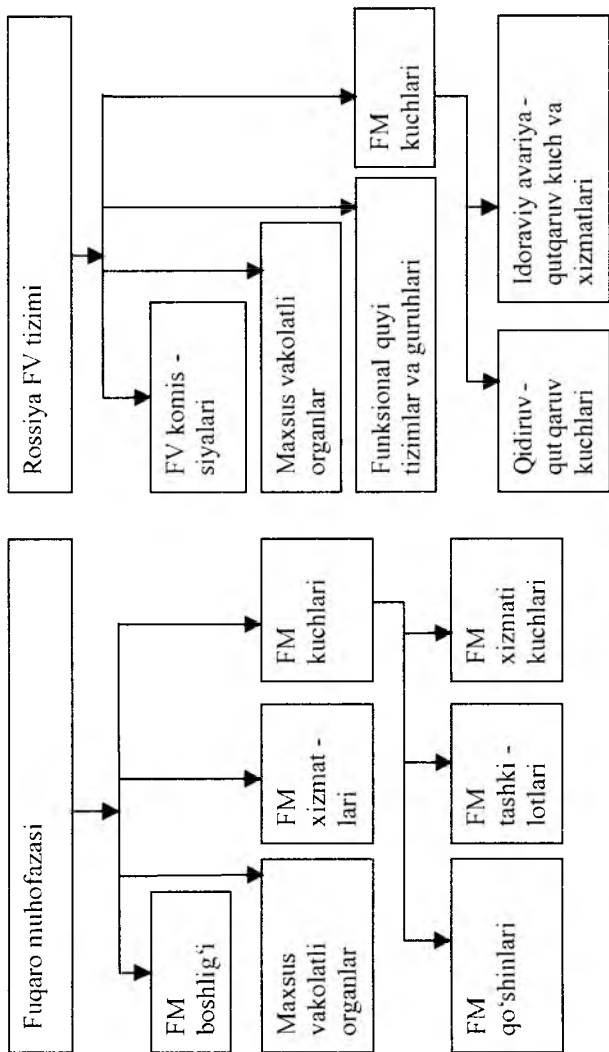 Fuqaro muhofazasi
FM
boshlig‘i
Maxsus
vakolatli
organlar
FM
xizmat -
lari
FM
kuchlari
FM
qo‘shinlari
FM
tashki -
lotlari
FM
xizmati
kuchlari
Rossiya FV tizimi
FV komis -
siyalari
Maxsus vakolatli
organlar
Funksional quyi
tizimlar va guruhlari
FM
kuchlari
Qidiruv -
qut qaruv
kuchlari
Idoraviy avariya -
qutqaruv kuch va
xizmatlari